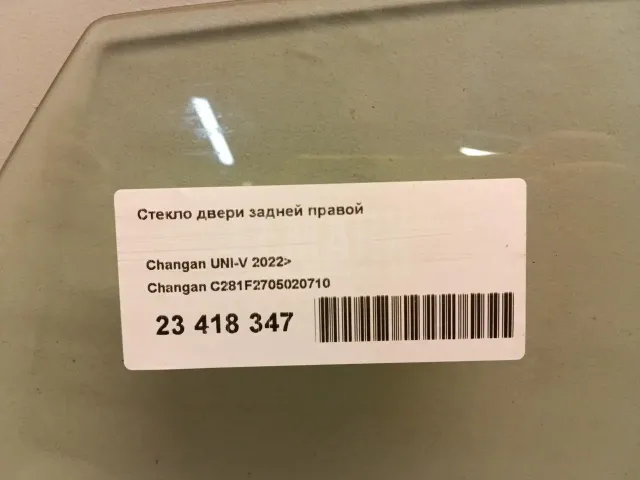 Стекло двери задней правой
Changan UNI-V 2022>
Changan C281F2705020710
23 418 347